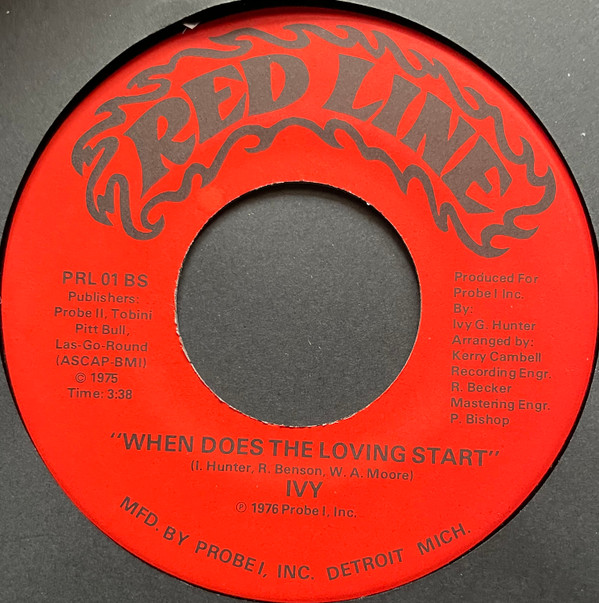 RED LINE
PRL 01 BS
Publishers:
Probe II, Tobini
Pitt Bull,
Las-Go-Round
(ASCAP-BMI)
© 1975
Time: 3:38
Produced For
Probe I Inc.
By:
Ivy G. Hunter
Arranged by:
Kerry Cambell
Recording Engr.
R. Becker
Mastering Engr.
P. Bishop
"WHEN DOES THE LOVING START"
(I. Hunter, R. Benson, W. A. Moore)
IVY
℗ 1976 Probe I, Inc.
MFD. BY PROBE I, INC. DETROIT MICH.